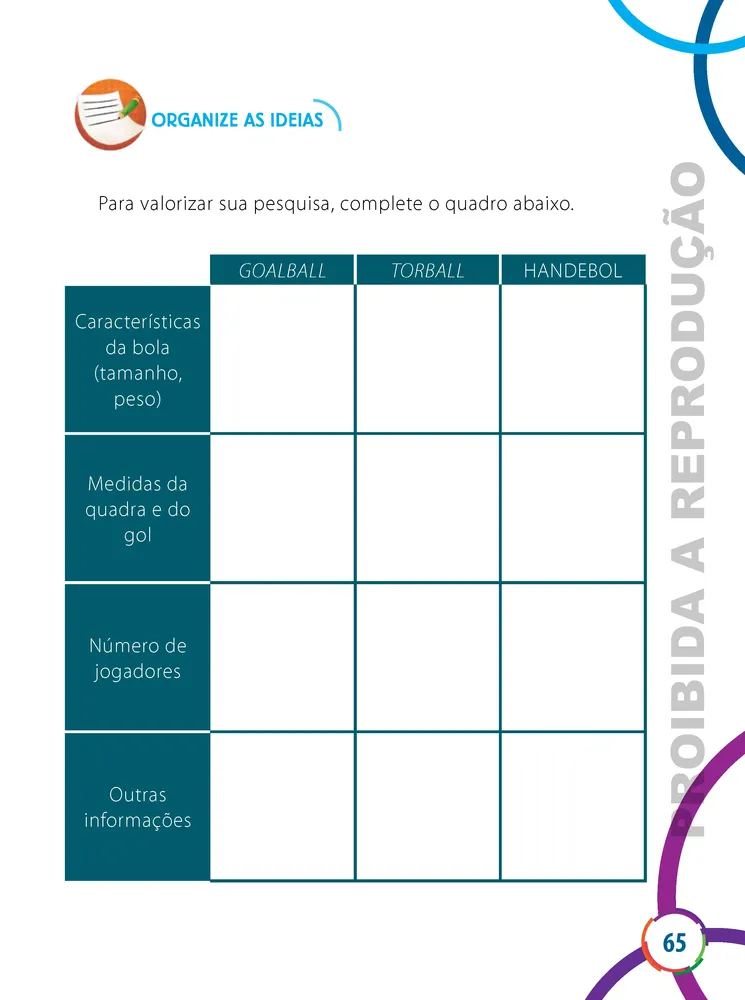 ORGANIZE AS IDEIAS
Para valorizar sua pesquisa, complete o quadro abaixo.
GOALBALL TORBALL HANDEBOL
Características
da bola
(tamanho,
peso)
Medidas da
quadra e do
gol
Número de
jogadores
Outras
informações
PROIBIDA A REPRODUÇÃO
65